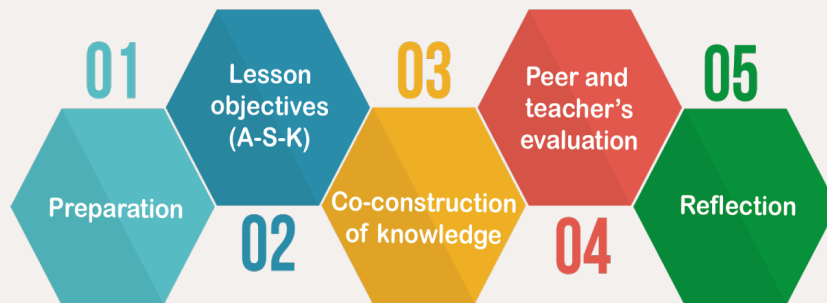 01
Preparation
Lesson
objectives
(A-S-K)
02
03
Co-construction
of knowledge
Peer and
teacher's
evaluation
04
05
Reflection